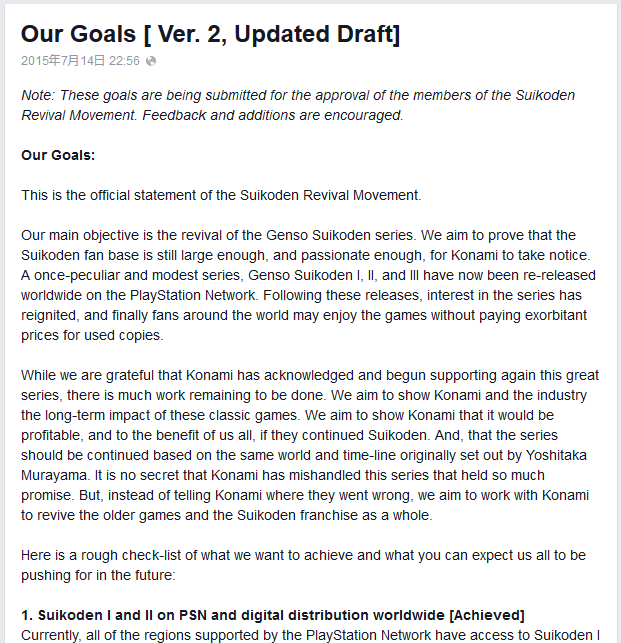 Our Goals [ Ver. 2, Updated Draft]
2015年7月14日 22:56
Note: These goals are being submitted for the approval of the members of the Suikoden
Revival Movement. Feedback and additions are encouraged.
Our Goals:
This is the official statement of the Suikoden Revival Movement.
Our main objective is the revival of the Genso Suikoden series. We aim to prove that the
Suikoden fan base is still large enough, and passionate enough, for Konami to take notice.
A once-peculiar and modest series, Genso Suikoden I, II, and III have now been re-released
worldwide on the PlayStation Network. Following these releases, interest in the series has
reignited, and finally fans around the world may enjoy the games without paying exorbitant
prices for used copies.
While we are grateful that Konami has acknowledged and begun supporting again this great
series, there is much work remaining to be done. We aim to show Konami and the industry
the long-term impact of these classic games. We aim to show Konami that it would be
profitable, and to the benefit of us all, if they continued Suikoden. And, that the series
should be continued based on the same world and time-line originally set out by Yoshitaka
Murayama. It is no secret that Konami has mishandled this series that held so much
promise. But, instead of telling Konami where they went wrong, we aim to work with Konami
to revive the older games and the Suikoden franchise as a whole.
Here is a rough check-list of what we want to achieve and what you can expect us all to be
pushing for in the future:
1. Suikoden I and II on PSN and digital distribution worldwide [Achieved]
Currently, all of the regions supported by the PlayStation Network have access to Suikoden I